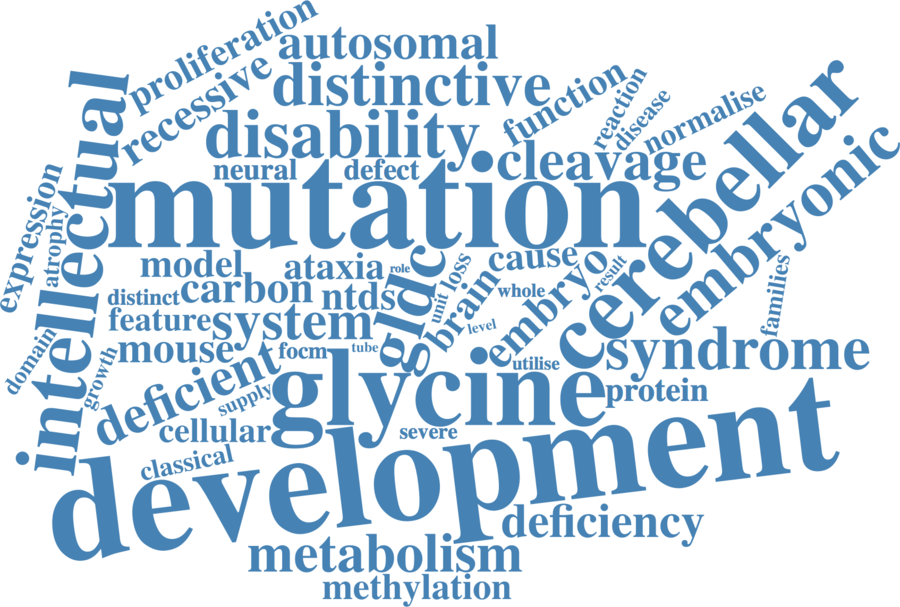 proliferation
autosomal
recessive
distinctive
function
reaction
disease
normalise
intellectual
disability
cleavage
cerebellar
neural
defect
mutation
embryonic
expression
atrophy
model
ataxia
role
gldc
unt
loss
cause
embryo
result
families
distinct
carbon
ntds
brain
whole
feature
system
level
domain
growth
mouse
focm
tube
utilise
syndrome
deficient
supply
glycine
protein
cellular
severe
classical
development
deficiency
metabolism
methylation